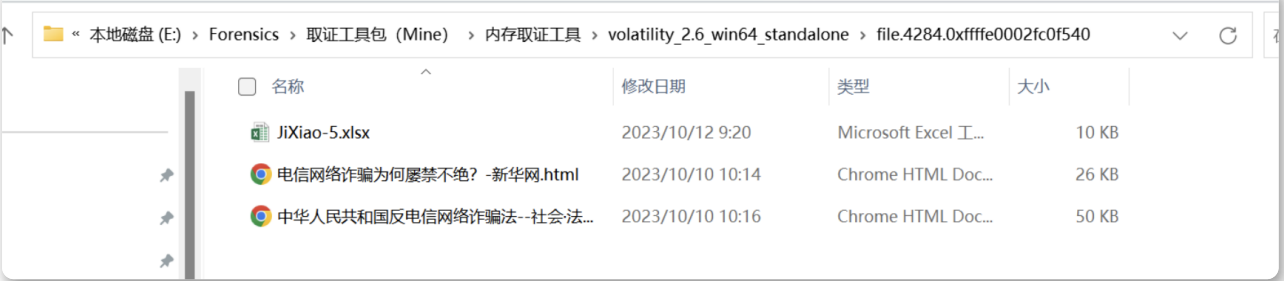 « 本地磁盘 (E:) > Forensics > 取证工具包（Mine） > 内存取证工具 > volatility_2.6_win64_standalone > file.4284.0xffffe0002fc0f540
名称 修改日期 类型 大小
JiXiao-5.xlsx 2023/10/12 9:20 Microsoft Excel 工... 10 KB
电信网络诈骗为何屡禁不绝？-新华网.html 2023/10/10 10:14 Chrome HTML Doc... 26 KB
中华人民共和国反电信网络诈骗法--社会·法... 2023/10/10 10:16 Chrome HTML Doc... 50 KB